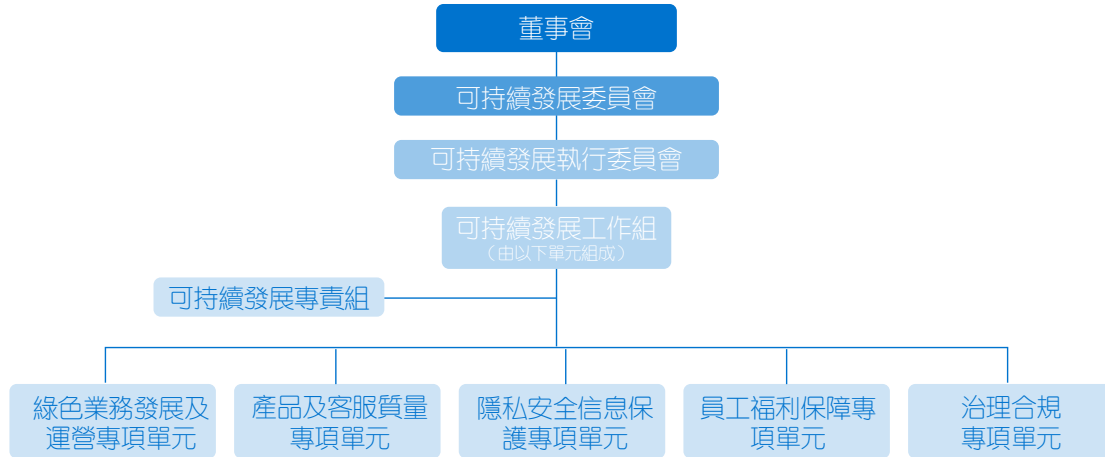 董事會
可持續發展委員會
可持續發展執行委員會
可持續發展工作組
（由以下單元組成）
可持續發展專責組
綠色業務發展及
運營專項單元
產品及客服質量
專項單元
隱私安全信息保
護專項單元
員工福利保障專
項單元
治理合規
專項單元